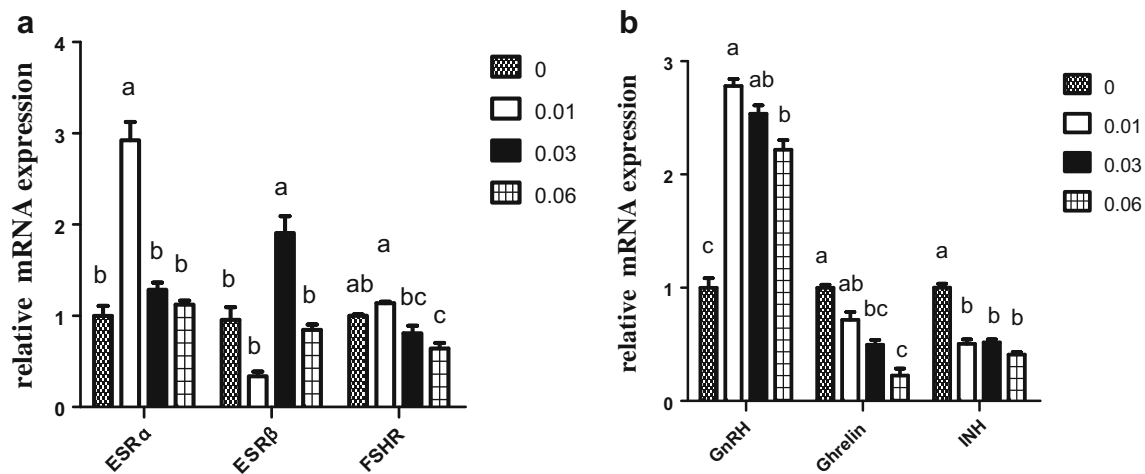 a
relative mRNA expression
4
3
2
1
0
a
b
b
b
b
b
a
b
ab
a
bc
c
ESRα
ESRβ
FSHR
0
0.01
0.03
0.06
b
relative mRNA expression
3
2
1
0
c
a
ab
b
a
ab
bc
c
a
b
b
b
GnRH
Ghrelin
INH
0
0.01
0.03
0.06